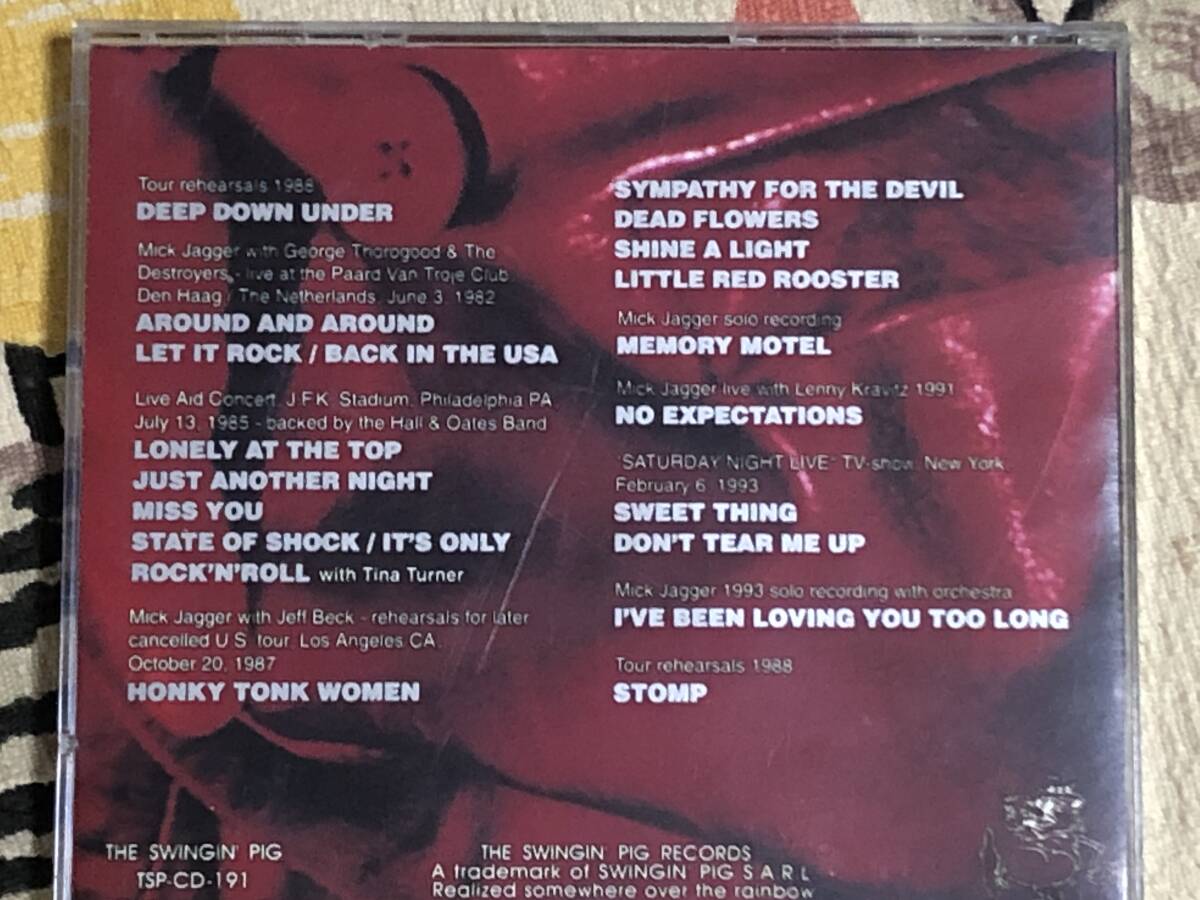 Tour rehearsals 1988
DEEP DOWN UNDER
Mick Jagger with George Thorogood & The
Destroyers - live at the Paard Van Troje Club
Den Haag / The Netherlands, June 3, 1982
AROUND AND AROUND
LET IT ROCK / BACK IN THE USA
Live Aid Concert, J.F.K. Stadium, Philadelphia PA,
July 13, 1985 - backed by the Hall & Oates Band
LONELY AT THE TOP
JUST ANOTHER NIGHT
MISS YOU
STATE OF SHOCK / IT'S ONLY
ROCK'N'ROLL with Tina Turner
Mick Jagger with Jeff Beck - rehearsals for later
cancelled U.S. tour, Los Angeles CA,
October 20, 1987
HONKY TONK WOMEN
SYMPATHY FOR THE DEVIL
DEAD FLOWERS
SHINE A LIGHT
LITTLE RED ROOSTER
Mick Jagger solo recording
MEMORY MOTEL
Mick Jagger live with Lenny Kravitz 1991
NO EXPECTATIONS
"SATURDAY NIGHT LIVE" TV-show, New York,
February 6, 1993
SWEET THING
DON'T TEAR ME UP
Mick Jagger 1993 solo recording with orchestra
I'VE BEEN LOVING YOU TOO LONG
Tour rehearsals 1988
STOMP
THE SWINGIN' PIG
TSP-CD-191
THE SWINGIN' PIG RECORDS
A trademark of SWINGIN' PIG S.A.R.L.
Realized somewhere over the rainbow